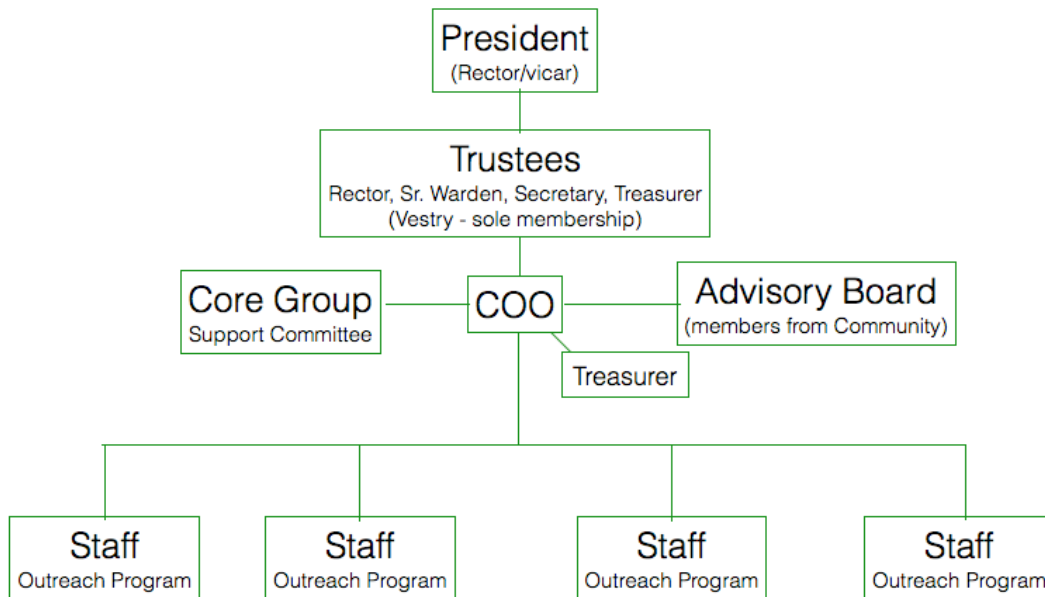 President
(Rector/vicar)
Trustees
Rector, Sr. Warden, Secretary, Treasurer
(Vestry - sole membership)
Core Group
Support Committee
COO
Advisory Board
(members from Community)
Treasurer
Staff
Outreach Program
Staff
Outreach Program
Staff
Outreach Program
Staff
Outreach Program